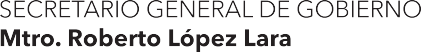 SECRETARIO GENERAL DE GOBIERNO
Mtro. Roberto López Lara